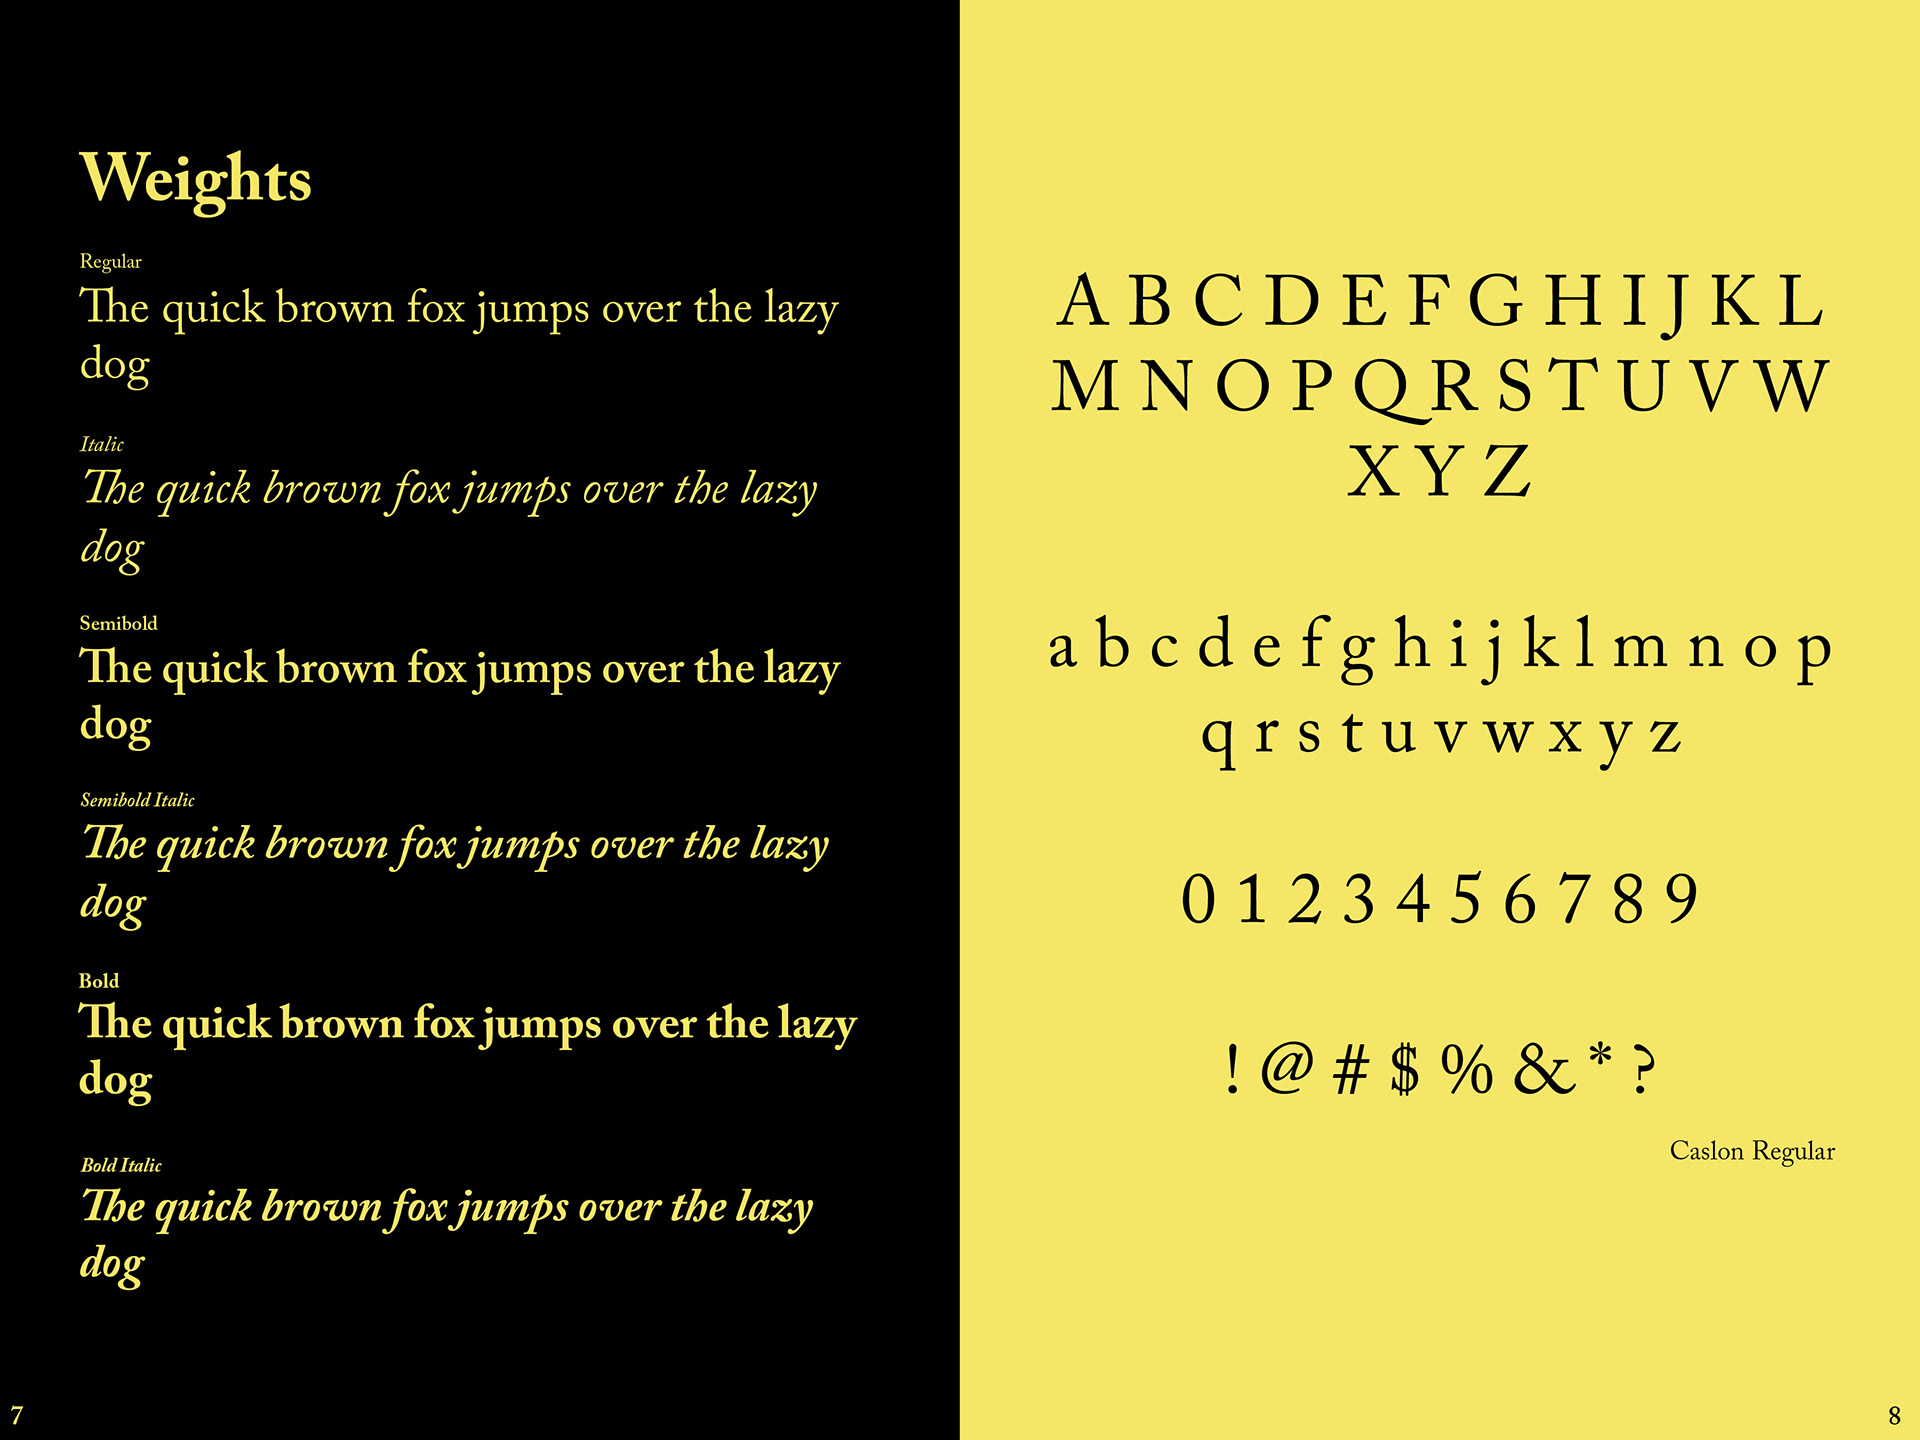 Weights
Regular
The quick brown fox jumps over the lazy
dog
Italic
The quick brown fox jumps over the lazy
dog
Semibold
The quick brown fox jumps over the lazy
dog
Semibold Italic
The quick brown fox jumps over the lazy
dog
Bold
The quick brown fox jumps over the lazy
dog
Bold Italic
The quick brown fox jumps over the lazy
dog
7
A B C D E F G H I J K L
M N O P Q R S T U V W
X Y Z
a b c d e f g h i j k l m n o p
q r s t u v w x y z
0 1 2 3 4 5 6 7 8 9
! @ # $ % & * ?
Caslon Regular
8